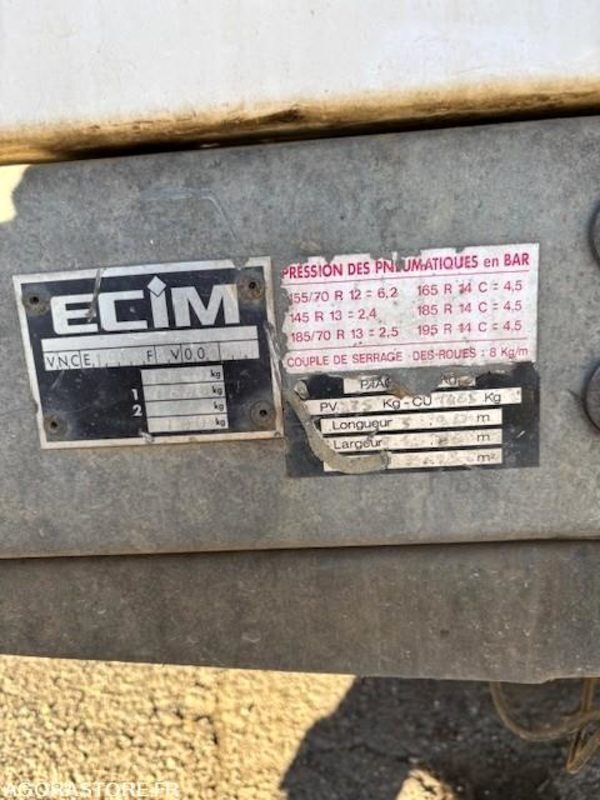 ECIM
VNCE F V00
kg
kg
1 kg
2 kg
PRESSION DES PNEUMATIQUES en BAR
155/70 R 12 = 6,2 165 R 14 C = 4,5
145 R 13 = 2,4 185 R 14 C = 4.5
185/70 R 13 = 2,5 195 R 14 C = 4.5
COUPLE DE SERRAGE DES ROUES : 8 Kg/m
PTAC Kg
PV Kg - CU Kg
Longueur m
Largeur m
m²
AGORASTORE.FR